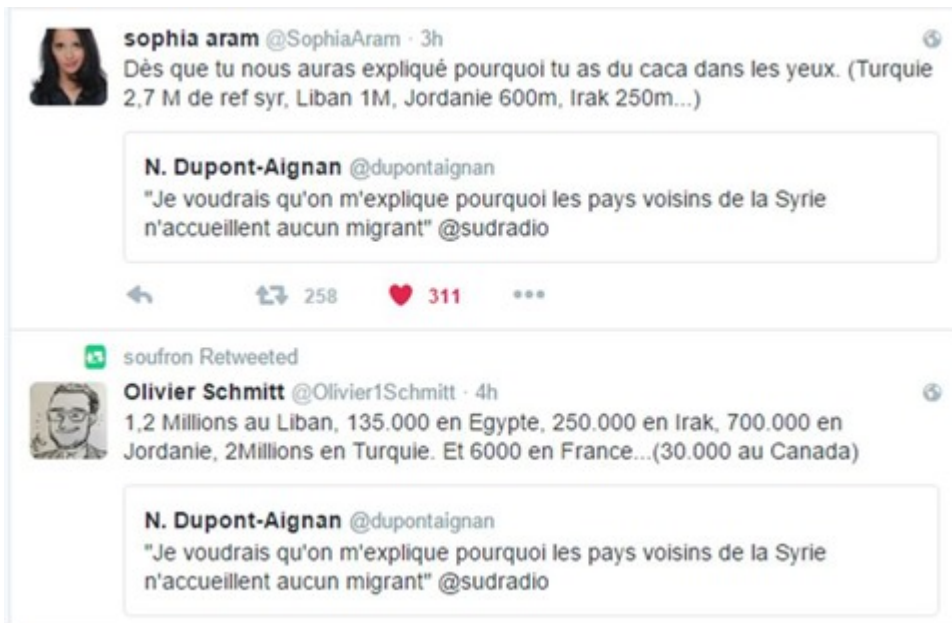 sophia aram @SophiaAram · 3h
Dès que tu nous auras expliqué pourquoi tu as du caca dans les yeux. (Turquie
2,7 M de ref syr, Liban 1M, Jordanie 600m, Irak 250m...)
N. Dupont-Aignan @dupontaignan
"Je voudrais qu'on m'explique pourquoi les pays voisins de la Syrie
n'accueillent aucun migrant" @sudradio
258 311
soufron Retweeted
Olivier Schmitt @Olivier1Schmitt · 4h
1,2 Millions au Liban, 135.000 en Egypte, 250.000 en Irak, 700.000 en
Jordanie, 2Millions en Turquie. Et 6000 en France...(30.000 au Canada)
N. Dupont-Aignan @dupontaignan
"Je voudrais qu'on m'explique pourquoi les pays voisins de la Syrie
n'accueillent aucun migrant" @sudradio